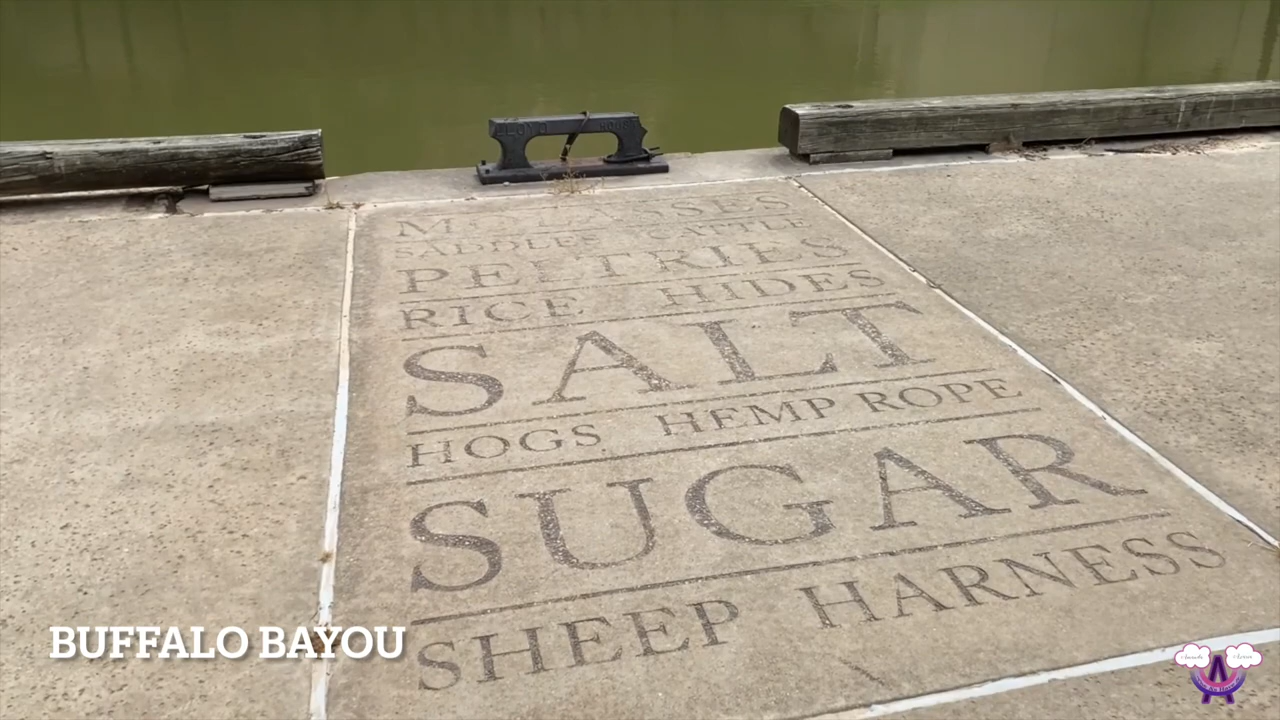 MOLASSES
SADDLES CATTLE
PELTRIES
RICE HIDES
SALT
HOGS HEMP ROPE
SUGAR
SHEEP HARNESS
BUFFALO BAYOU